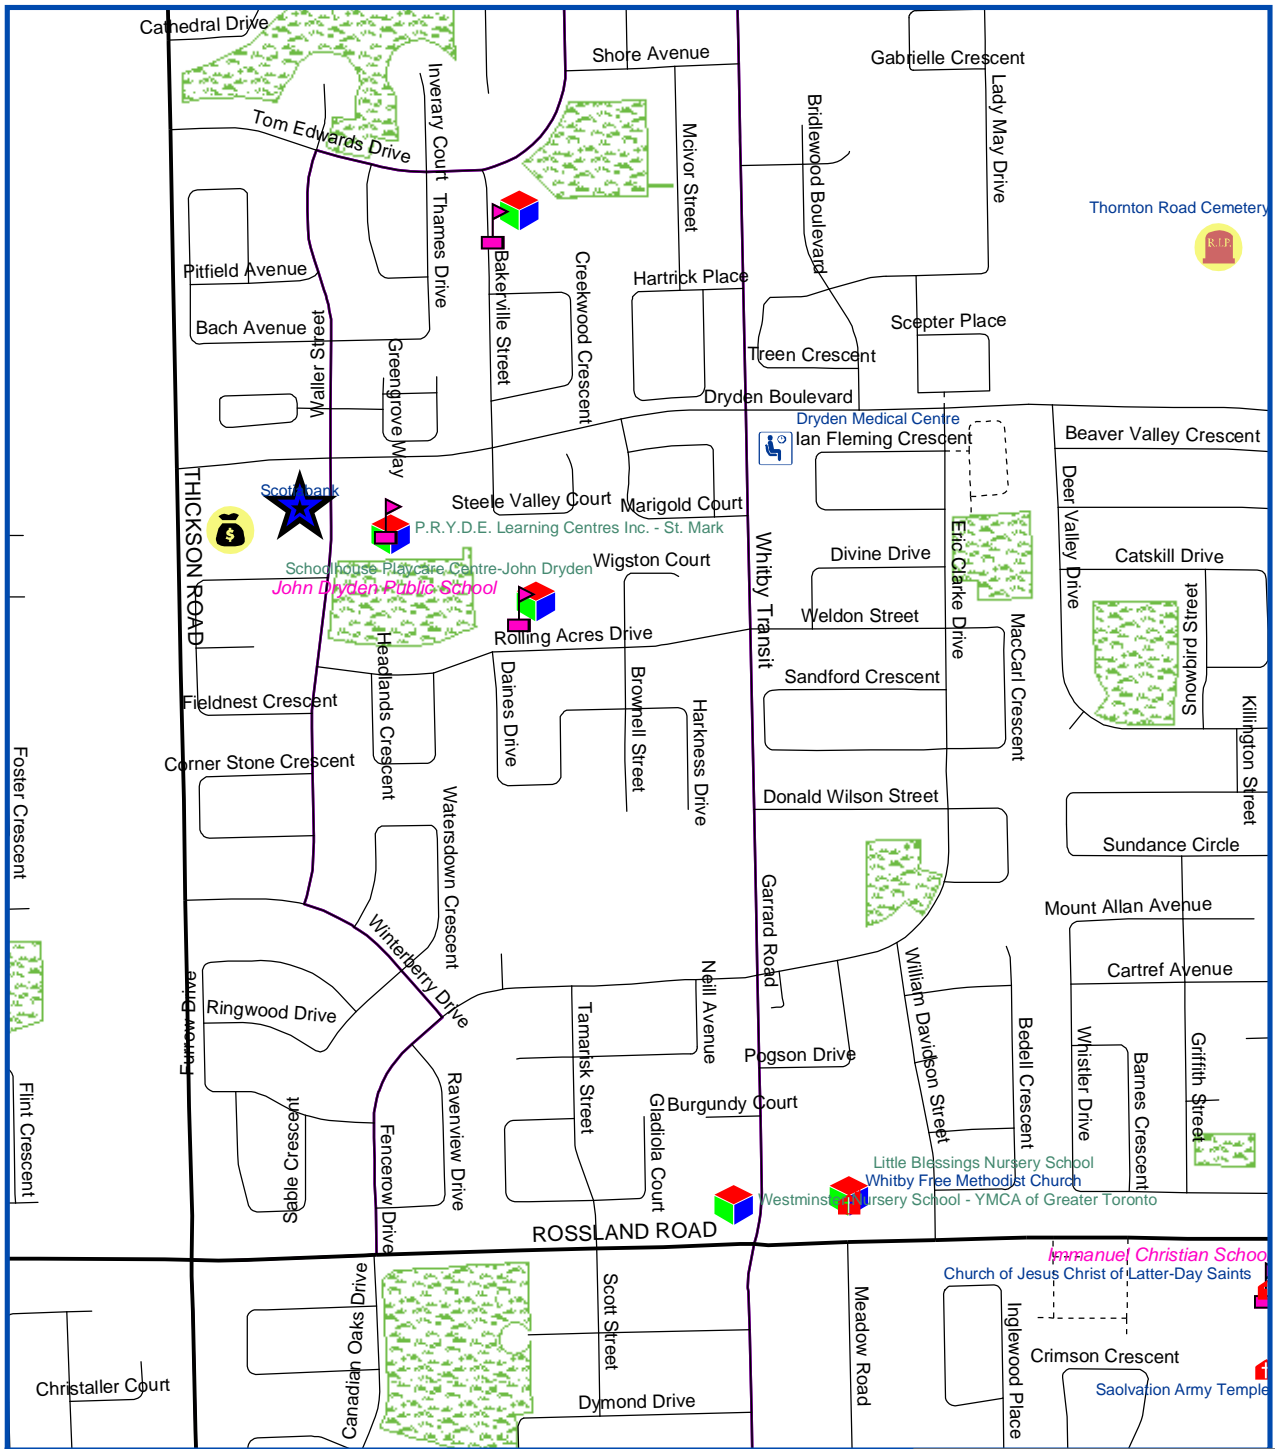 Cathedral Drive
Shore Avenue
Gabrielle Crescent
Inverary Court
Lady May Drive
Bridlewood Boulevard
Tom Edwards Drive
Mcivor Street
Thames Drive
Thornton Road Cemetery
R.I.P.
Pitfield Avenue
Bakerville Street
Creekwood Crescent
Hartrick Place
Bach Avenue
Waller Street
Scepter Place
Greengrove Way
Treen Crescent
Dryden Boulevard
Dryden Medical Centre
Ian Fleming Crescent
Beaver Valley Crescent
THICKSON ROAD
Scotiabank
$
Steele Valley Court
Marigold Court
Deer Valley Drive
P.R.Y.D.E. Learning Centres Inc. - St. Mark
Whitby Transit
Eric Clarke Drive
Wigston Court
Divine Drive
Catskill Drive
Schoolhouse Playcare Centre-John Dryden
John Dryden Public School
Snowbird Street
Weldon Street
MacCarl Crescent
Rolling Acres Drive
Headlands Crescent
Daines Drive
Brownell Street
Sandford Crescent
Fieldnest Crescent
Harkness Drive
Killington Street
Foster Crescent
Corner Stone Crescent
Watersdown Crescent
Donald Wilson Street
Sundance Circle
Garrard Road
Mount Allan Avenue
Winterberry Drive
William Davidson Street
Neill Avenue
Cartref Avenue
Furrow Drive
Ringwood Drive
Tamarisk Street
Bedell Crescent
Whistler Drive
Griffith Street
Pogson Drive
Barnes Crescent
Flint Crescent
Ravenview Drive
Gladiola Court
Burgundy Court
Sable Crescent
Fencerow Drive
Little Blessings Nursery School
Whitby Free Methodist Church
Westminster Nursery School - YMCA of Greater Toronto
ROSSLAND ROAD
Immanuel Christian Schoo
Church of Jesus Christ of Latter-Day Saints
Canadian Oaks Drive
Scott Street
Meadow Road
Inglewood Place
Crimson Crescent
Christaller Court
Saolvation Army Temple
Dymond Drive